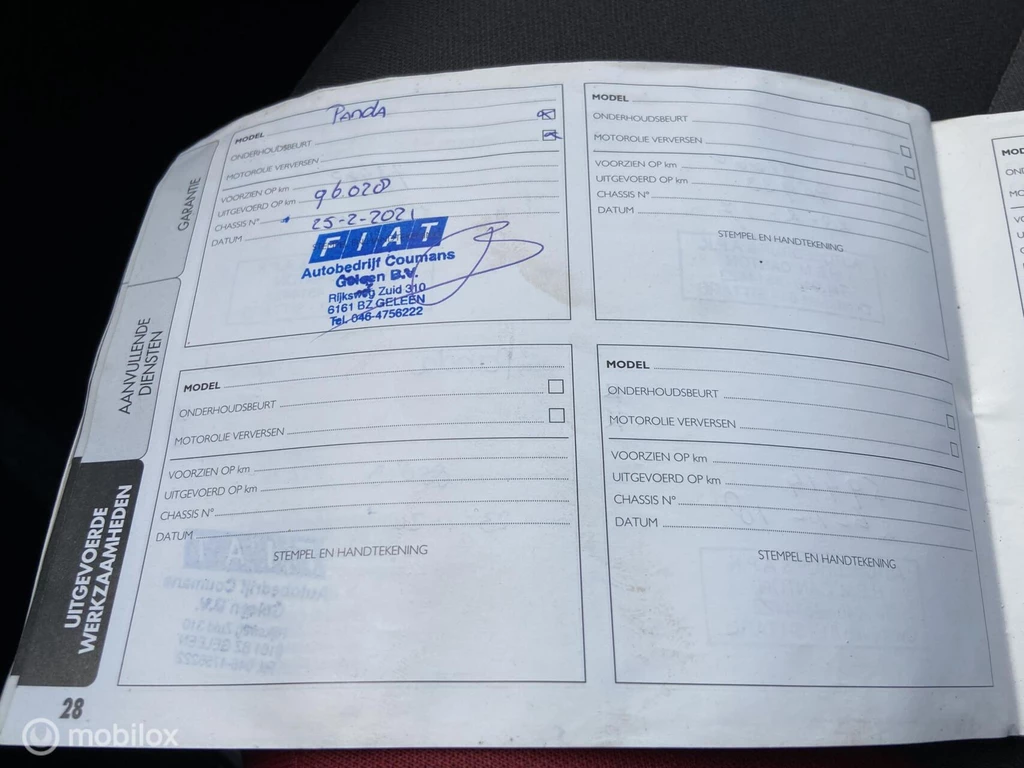 GARANTIE
AANVULLENDE
DIENSTEN
UITGEVOERDE
WERKZAAMHEDEN
MODEL Panda
ONDERHOUDSBEURT
MOTOROLIE VERVERSEN
VOORZIEN OP km
UITGEVOERD OP km 96.028
CHASSIS N°
DATUM 25-2-2021
FIAT
Autobedrijf Coumans
Geleen B.V.
Rijksweg Zuid 310
6161 BZ GELEEN
Tel. 046-4756222
MODEL
ONDERHOUDSBEURT
MOTOROLIE VERVERSEN
VOORZIEN OP km
UITGEVOERD OP km
CHASSIS N°
DATUM
STEMPEL EN HANDTEKENING
MODEL
ONDERHOUDSBEURT
MOTOROLIE VERVERSEN
VOORZIEN OP km
UITGEVOERD OP km
CHASSIS N°
DATUM
STEMPEL EN HANDTEKENING
MODEL
ONDERHOUDSBEURT
MOTOROLIE VERVERSEN
VOORZIEN OP km
UITGEVOERD OP km
CHASSIS N°
DATUM
STEMPEL EN HANDTEKENING
28
mobilox